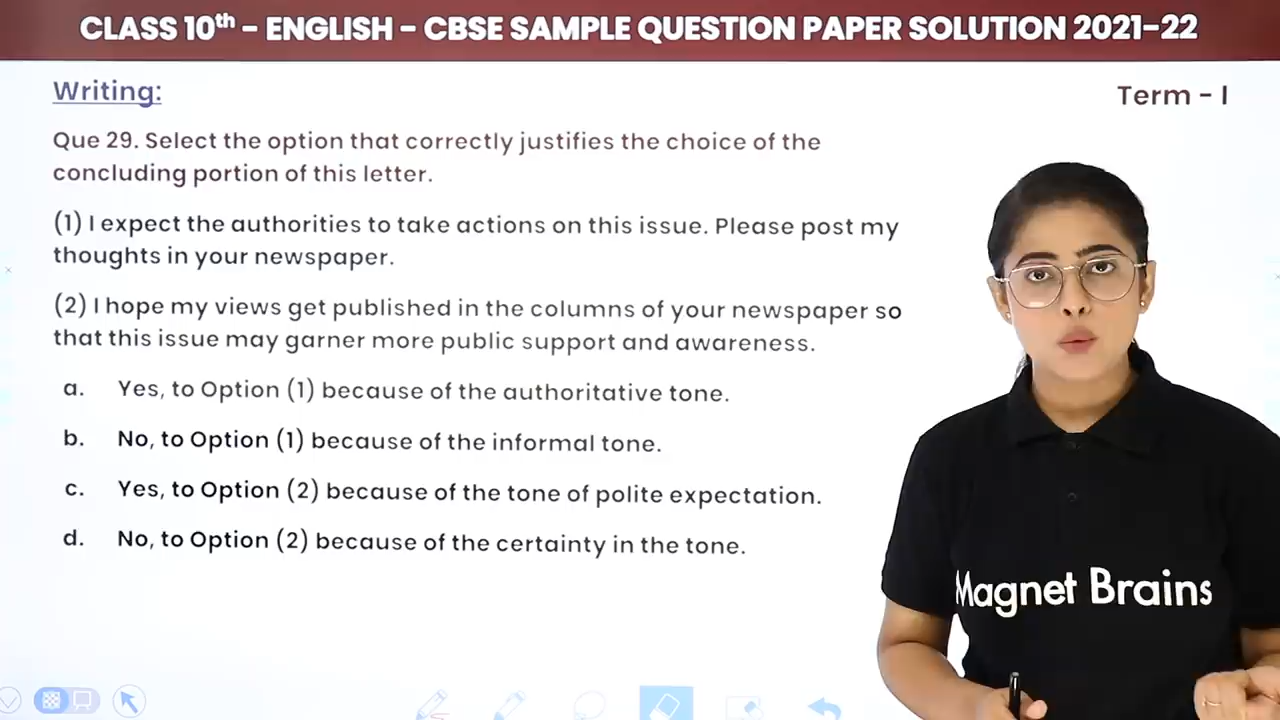 CLASS 10th - ENGLISH - CBSE SAMPLE QUESTION PAPER SOLUTION 2021-22
Writing:
Term - I
Que 29. Select the option that correctly justifies the choice of the
concluding portion of this letter.
(1) I expect the authorities to take actions on this issue. Please post my
thoughts in your newspaper.
(2) I hope my views get published in the columns of your newspaper so
that this issue may garner more public support and awareness.
a. Yes, to Option (1) because of the authoritative tone.
b. No, to Option (1) because of the informal tone.
c. Yes, to Option (2) because of the tone of polite expectation.
d. No, to Option (2) because of the certainty in the tone.
Magnet Brains